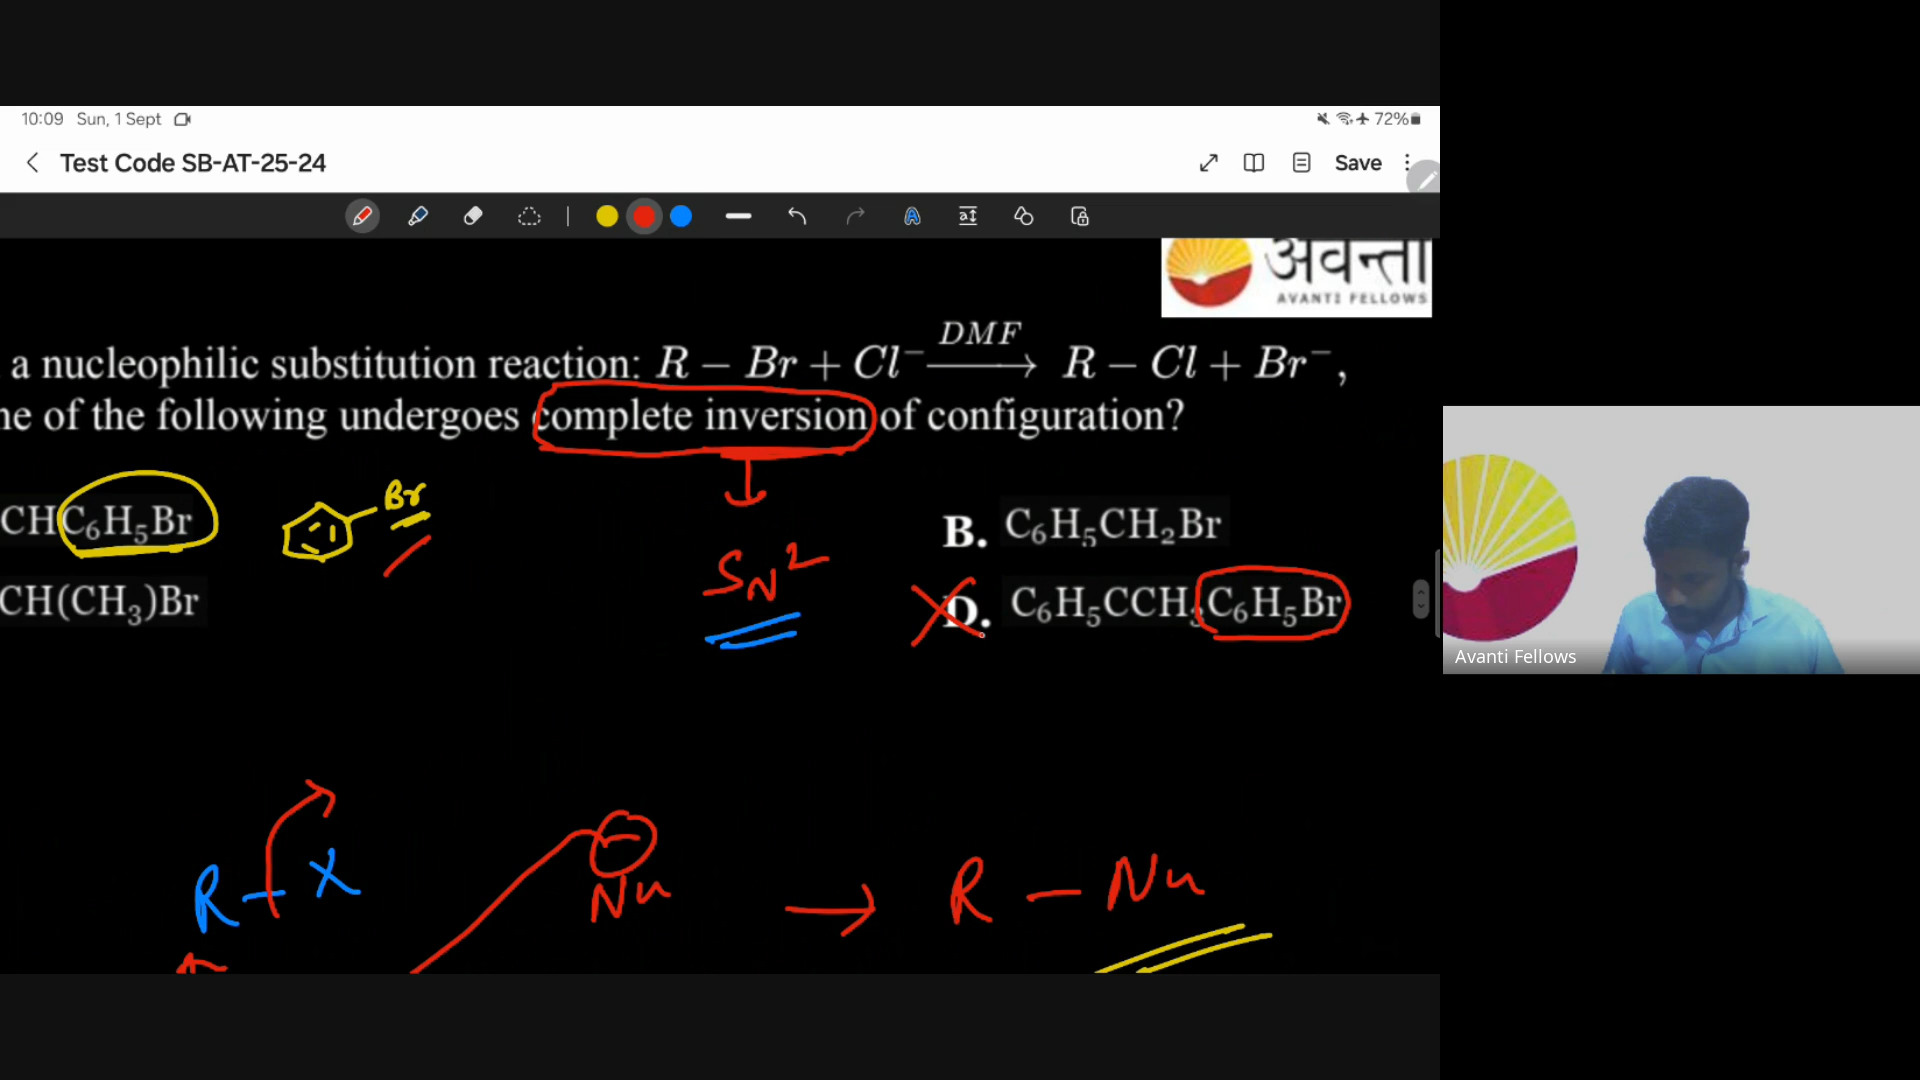 10:09 Sun, 1 Sept 72%
Test Code SB-AT-25-24 Save
अवन्ती
AVANTI FELLOWS
a nucleophilic substitution reaction: R − Br + Cl⁻ —DMF→ R − Cl + Br⁻,
ne of the following undergoes complete inversion of configuration?
CHC₆H₅Br Br B. C₆H₅CH₂Br
CH(CH₃)Br SN² D. C₆H₅CCH₃C₆H₅Br
Avanti Fellows
R − X ⊖Nu → R − Nu